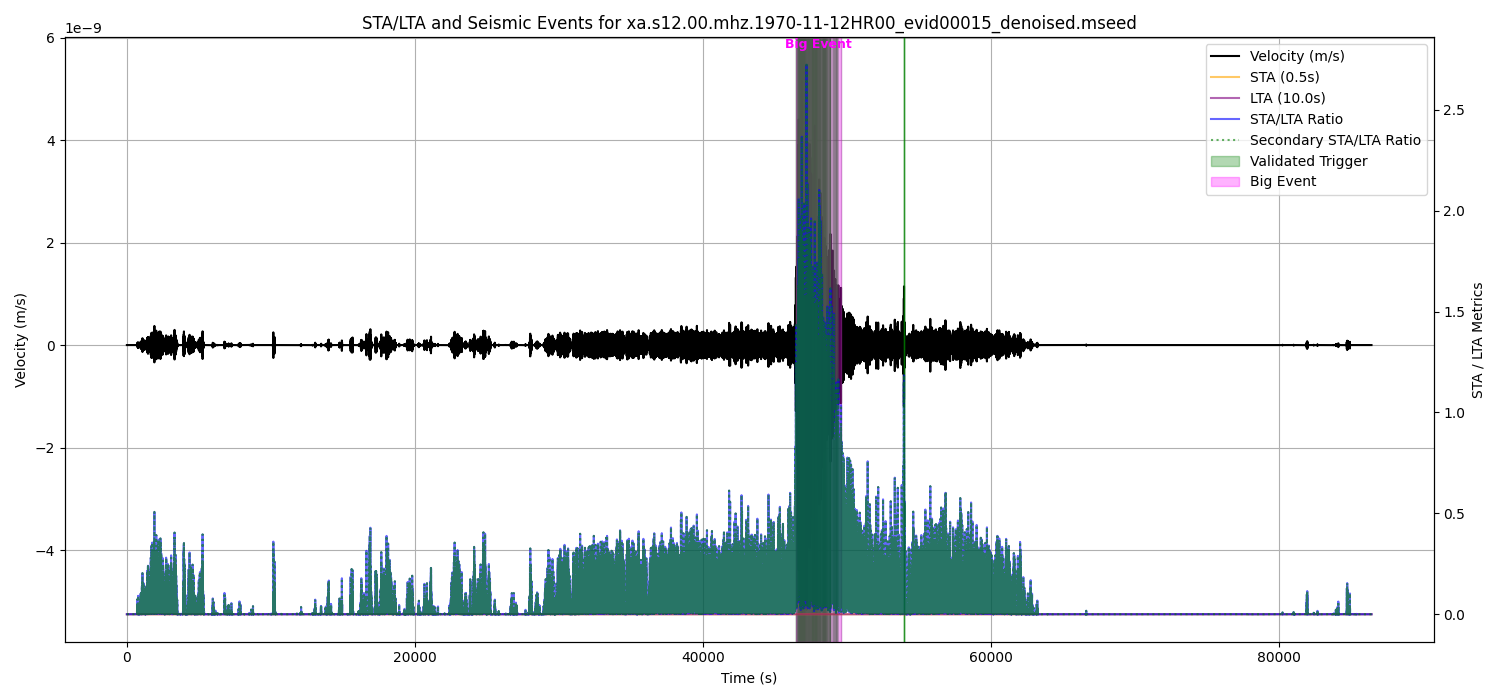 STA/LTA and Seismic Events for xa.s12.00.mhz.1970-11-12HR00_evid00015_denoised.mseed
1e−9
Big Event
6
4
2
0
−2
−4
Velocity (m/s)
Velocity (m/s)
STA (0.5s)
LTA (10.0s)
STA/LTA Ratio
Secondary STA/LTA Ratio
Validated Trigger
Big Event
2.5
2.0
1.5
1.0
0.5
0.0
STA / LTA Metrics
0 20000 40000 60000 80000
Time (s)